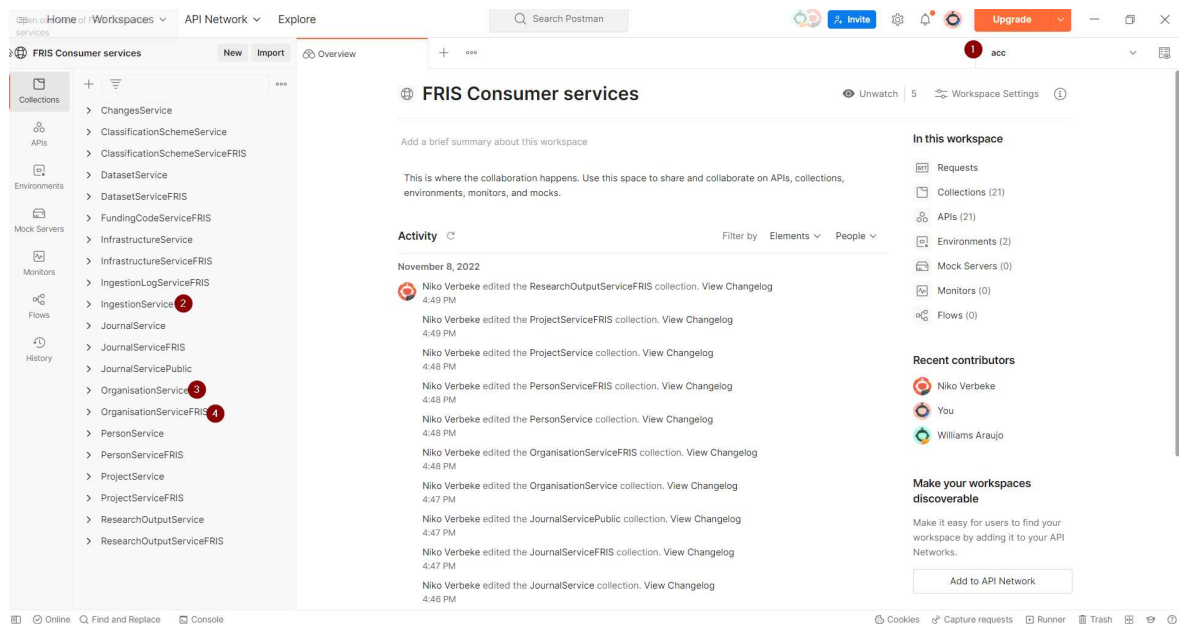 Home
Workspaces
API Network
Explore
Search Postman
Invite
Upgrade
services
FRIS Consumer services
New
Import
Overview
1
acc
Collections
APIs
Environments
Mock Servers
Monitors
Flows
History
ChangesService
ClassificationSchemeService
ClassificationSchemeServiceFRIS
DatasetService
DatasetServiceFRIS
FundingCodeServiceFRIS
InfrastructureService
InfrastructureServiceFRIS
IngestionLogServiceFRIS
IngestionService 2
JournalService
JournalServiceFRIS
JournalServicePublic
OrganisationService 3
OrganisationServiceFRIS 4
PersonService
PersonServiceFRIS
ProjectService
ProjectServiceFRIS
ResearchOutputService
ResearchOutputServiceFRIS
FRIS Consumer services
Unwatch
5
Workspace Settings
Add a brief summary about this workspace
This is where the collaboration happens. Use this space to share and collaborate on APIs, collections,
environments, monitors, and mocks.
Activity
Filter by Elements People
November 8, 2022
Niko Verbeke edited the ResearchOutputServiceFRIS collection. View Changelog
4:49 PM
Niko Verbeke edited the ProjectServiceFRIS collection. View Changelog
4:49 PM
Niko Verbeke edited the ProjectService collection. View Changelog
4:48 PM
Niko Verbeke edited the PersonServiceFRIS collection. View Changelog
4:48 PM
Niko Verbeke edited the PersonService collection. View Changelog
4:48 PM
Niko Verbeke edited the OrganisationServiceFRIS collection. View Changelog
4:48 PM
Niko Verbeke edited the OrganisationService collection. View Changelog
4:47 PM
Niko Verbeke edited the JournalServicePublic collection. View Changelog
4:47 PM
Niko Verbeke edited the JournalServiceFRIS collection. View Changelog
4:47 PM
Niko Verbeke edited the JournalService collection. View Changelog
4:46 PM
In this workspace
GET Requests
Collections (21)
APIs (21)
Environments (2)
Mock Servers (0)
Monitors (0)
Flows (0)
Recent contributors
Niko Verbeke
You
Williams Araujo
Make your workspaces
discoverable
Make it easy for users to find your
workspace by adding it to your API
Networks.
Add to API Network
Online
Find and Replace
Console
Cookies
Capture requests
Runner
Trash